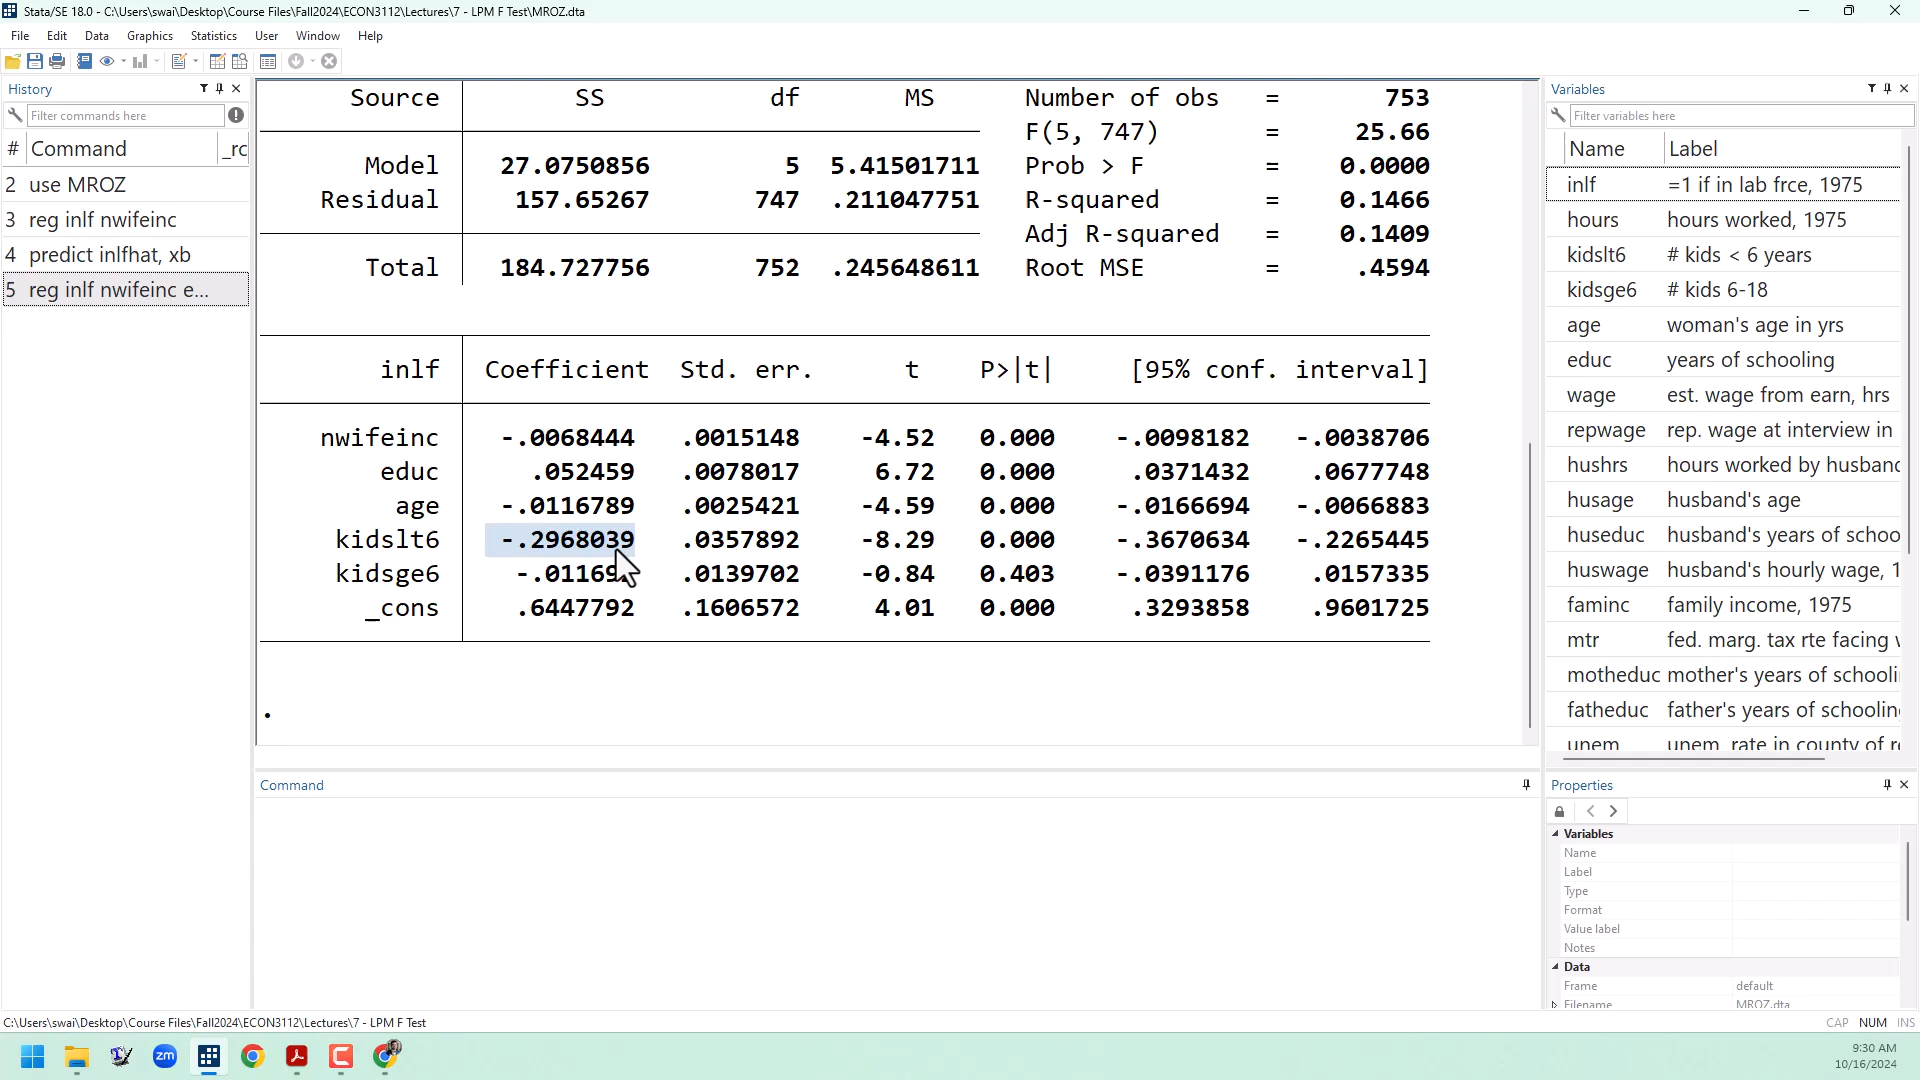 Stata/SE 18.0 - C:\Users\swai\Desktop\Course Files\Fall2024\ECON3112\Lectures\7 - LPM F Test\MROZ.dta
File Edit Data Graphics Statistics User Window Help
History
Filter commands here
# Command _rc
2 use MROZ
3 reg inlf nwifeinc
4 predict inlfhat, xb
5 reg inlf nwifeinc e...
Source SS df MS Number of obs = 753
F(5, 747) = 25.66
Model 27.0750856 5 5.41501711 Prob > F = 0.0000
Residual 157.65267 747 .211047751 R-squared = 0.1466
Adj R-squared = 0.1409
Total 184.727756 752 .245648611 Root MSE = .4594
inlf Coefficient Std. err. t P>|t| [95% conf. interval]
nwifeinc -.0068444 .0015148 -4.52 0.000 -.0098182 -.0038706
educ .052459 .0078017 6.72 0.000 .0371432 .0677748
age -.0116789 .0025421 -4.59 0.000 -.0166694 -.0066883
kidslt6 -.2968039 .0357892 -8.29 0.000 -.3670634 -.2265445
kidsge6 .0139702 -0.84 0.403 -.0391176 .0157335
_cons .6447792 .1606572 4.01 0.000 .3293858 .9601725
.
Command
Variables
Filter variables here
Name Label
inlf =1 if in lab frce, 1975
hours hours worked, 1975
kidslt6 # kids < 6 years
kidsge6 # kids 6-18
age woman's age in yrs
educ years of schooling
wage est. wage from earn, hrs
repwage rep. wage at interview in
hushrs hours worked by husband
husage husband's age
huseduc husband's years of schoo
huswage husband's hourly wage, 1
faminc family income, 1975
mtr fed. marg. tax rte facing
motheduc mother's years of schooli
fatheduc father's years of schoolin
unem unem. rate in county of r
Properties
Variables
Name
Label
Type
Format
Value label
Notes
Data
Frame default
Filename MROZ.dta
C:\Users\swai\Desktop\Course Files\Fall2024\ECON3112\Lectures\7 - LPM F Test
CAP NUM INS
zm
9:30 AM
10/16/2024